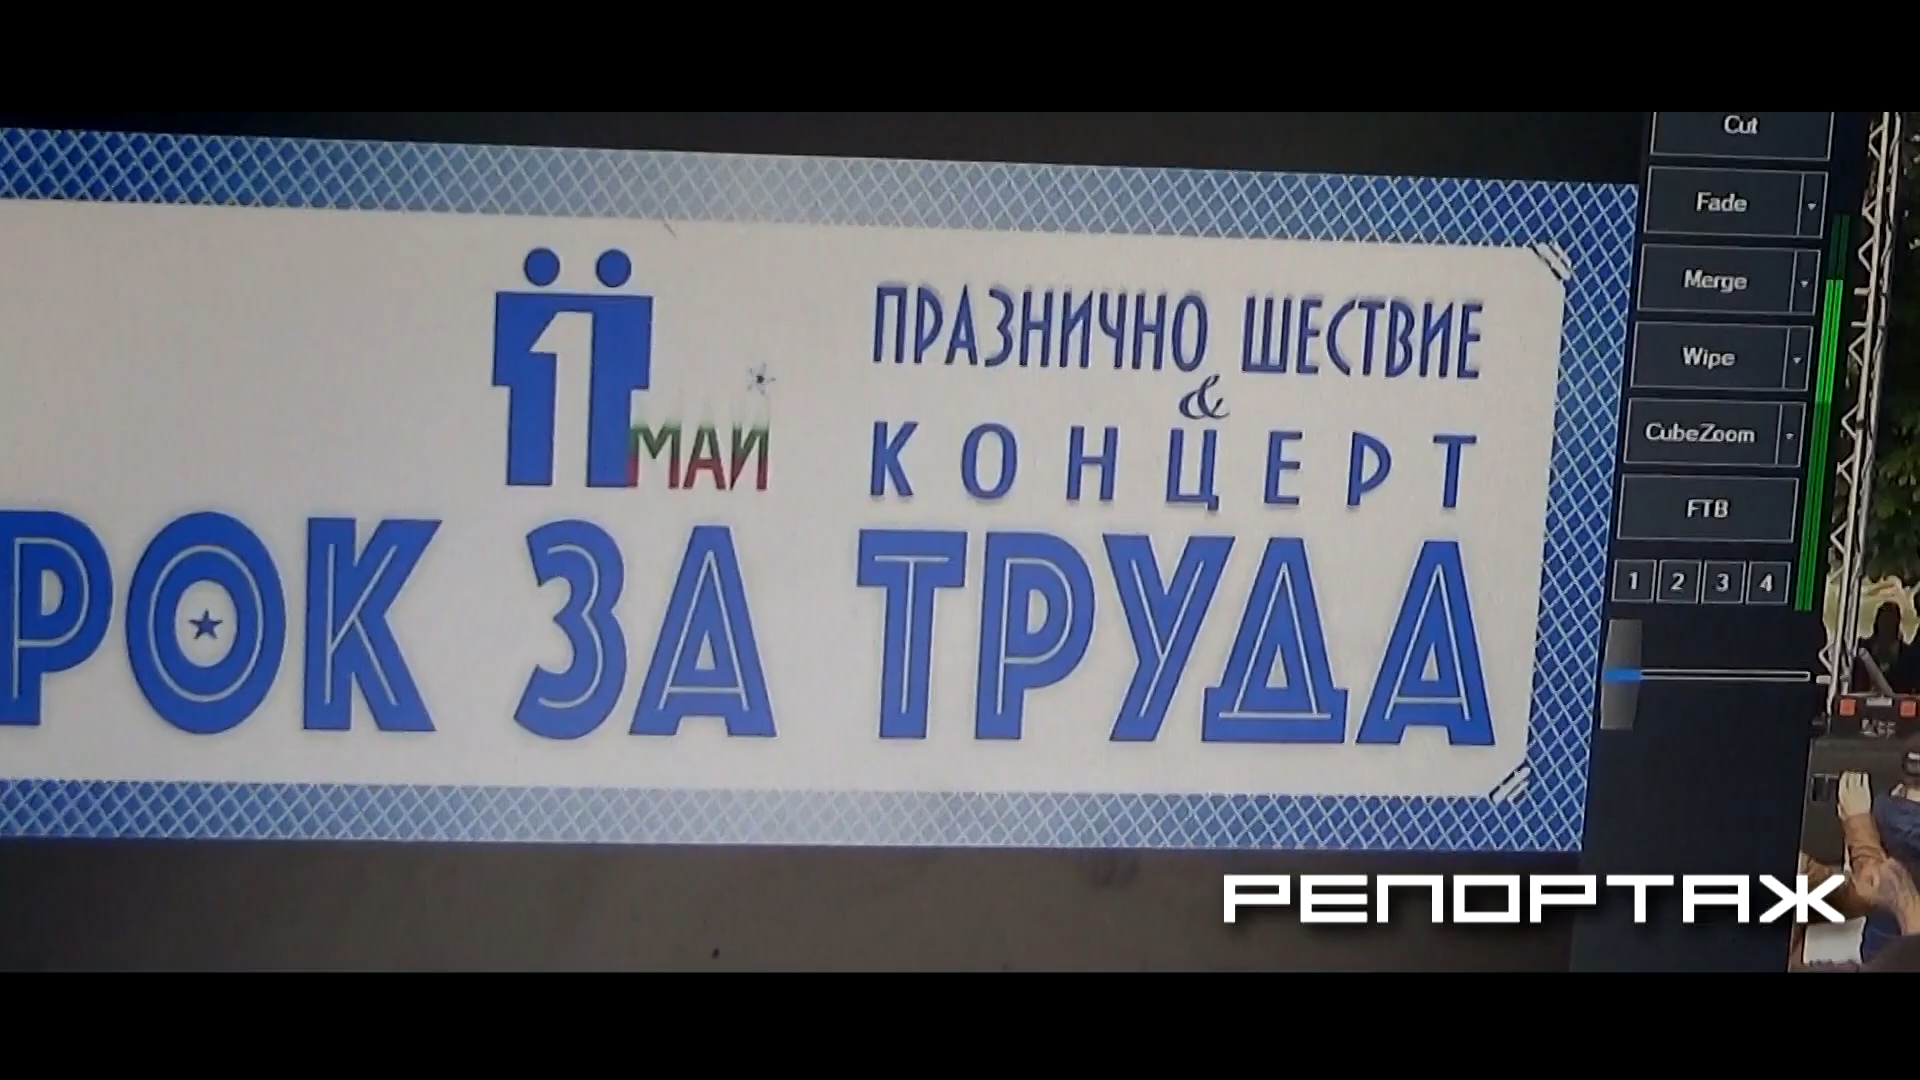 1 МАЙ
ПРАЗНИЧНО ШЕСТВИЕ
&
КОНЦЕРТ
РОК ЗА ТРУДА
Cut
Fade
Merge
Wipe
CubeZoom
FTB
1 2 3 4
РЕПОРТАЖ